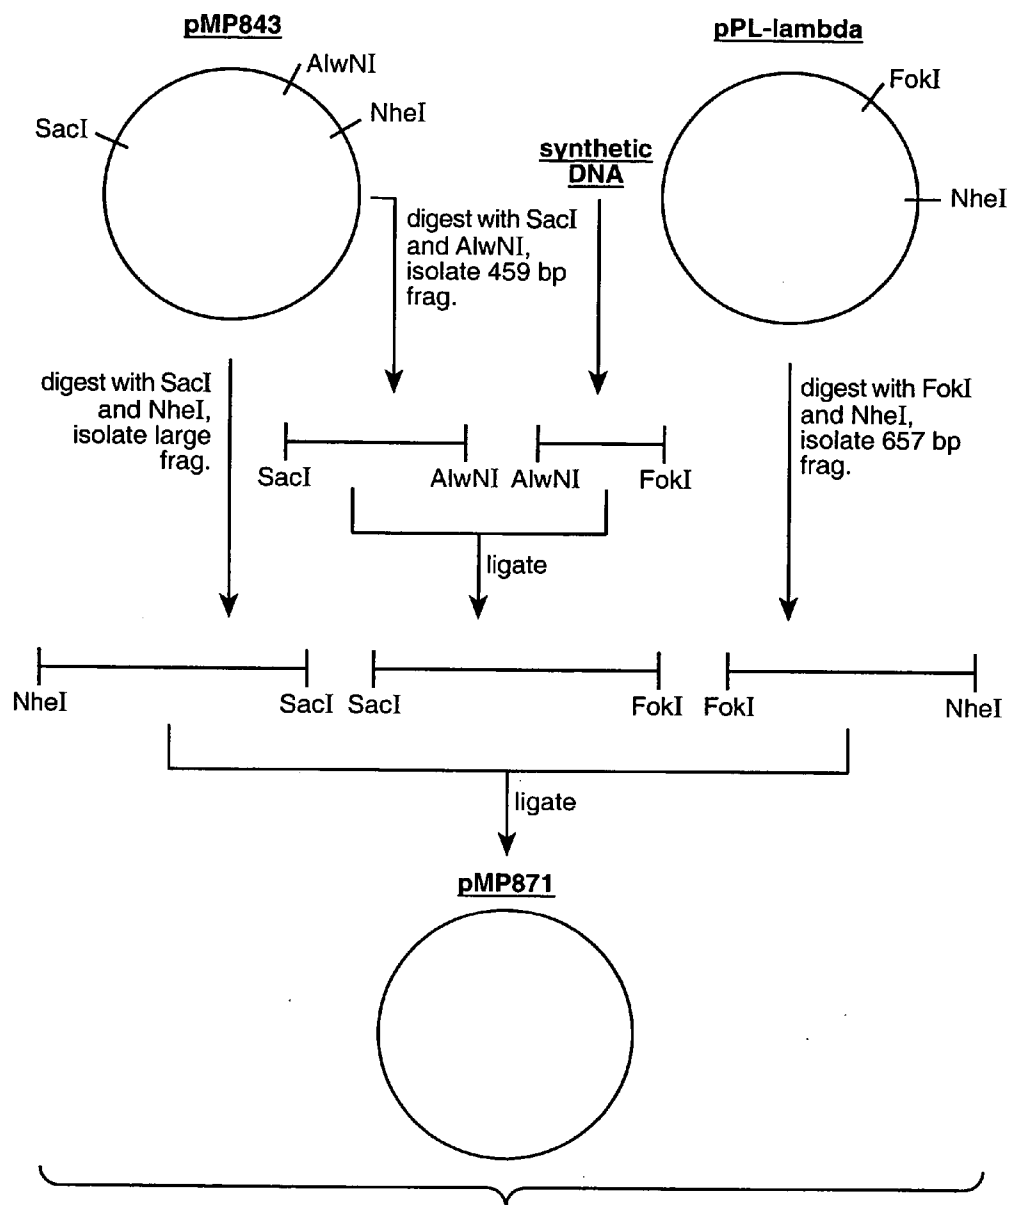 pMP843
pPL-lambda
AlwNI
NheI
SacI
FokI
NheI
synthetic
DNA
digest with SacI
and AlwNI,
isolate 459 bp
frag.
digest with SacI
and NheI,
isolate large
frag.
digest with FokI
and NheI,
isolate 657 bp
frag.
SacI AlwNI AlwNI FokI
ligate
NheI SacI SacI FokI FokI NheI
ligate
pMP871